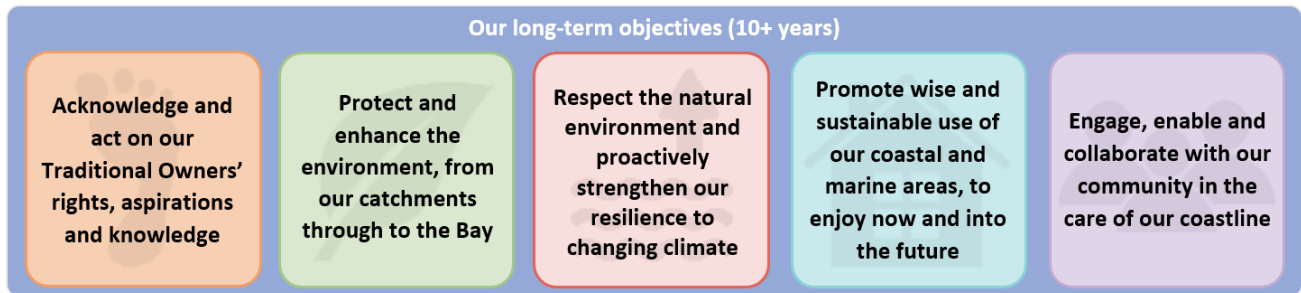 Our long-term objectives (10+ years)
Acknowledge and
act on our
Traditional Owners’
rights, aspirations
and knowledge
Protect and
enhance the
environment, from
our catchments
through to the Bay
Respect the natural
environment and
proactively
strengthen our
resilience to
changing climate
Promote wise and
sustainable use of
our coastal and
marine areas, to
enjoy now and into
the future
Engage, enable and
collaborate with our
community in the
care of our coastline